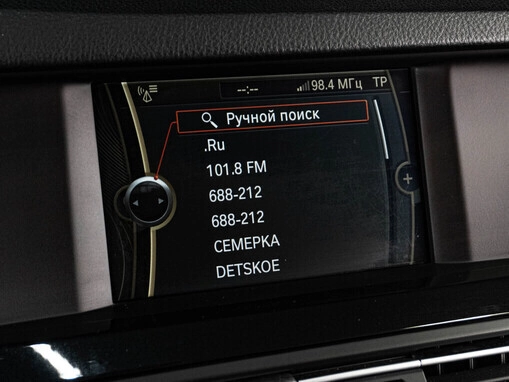 --:-- 98.4 МГц TP
Ручной поиск
.Ru
101.8 FM
688-212
688-212
СЕМЕРКА
DETSKOE